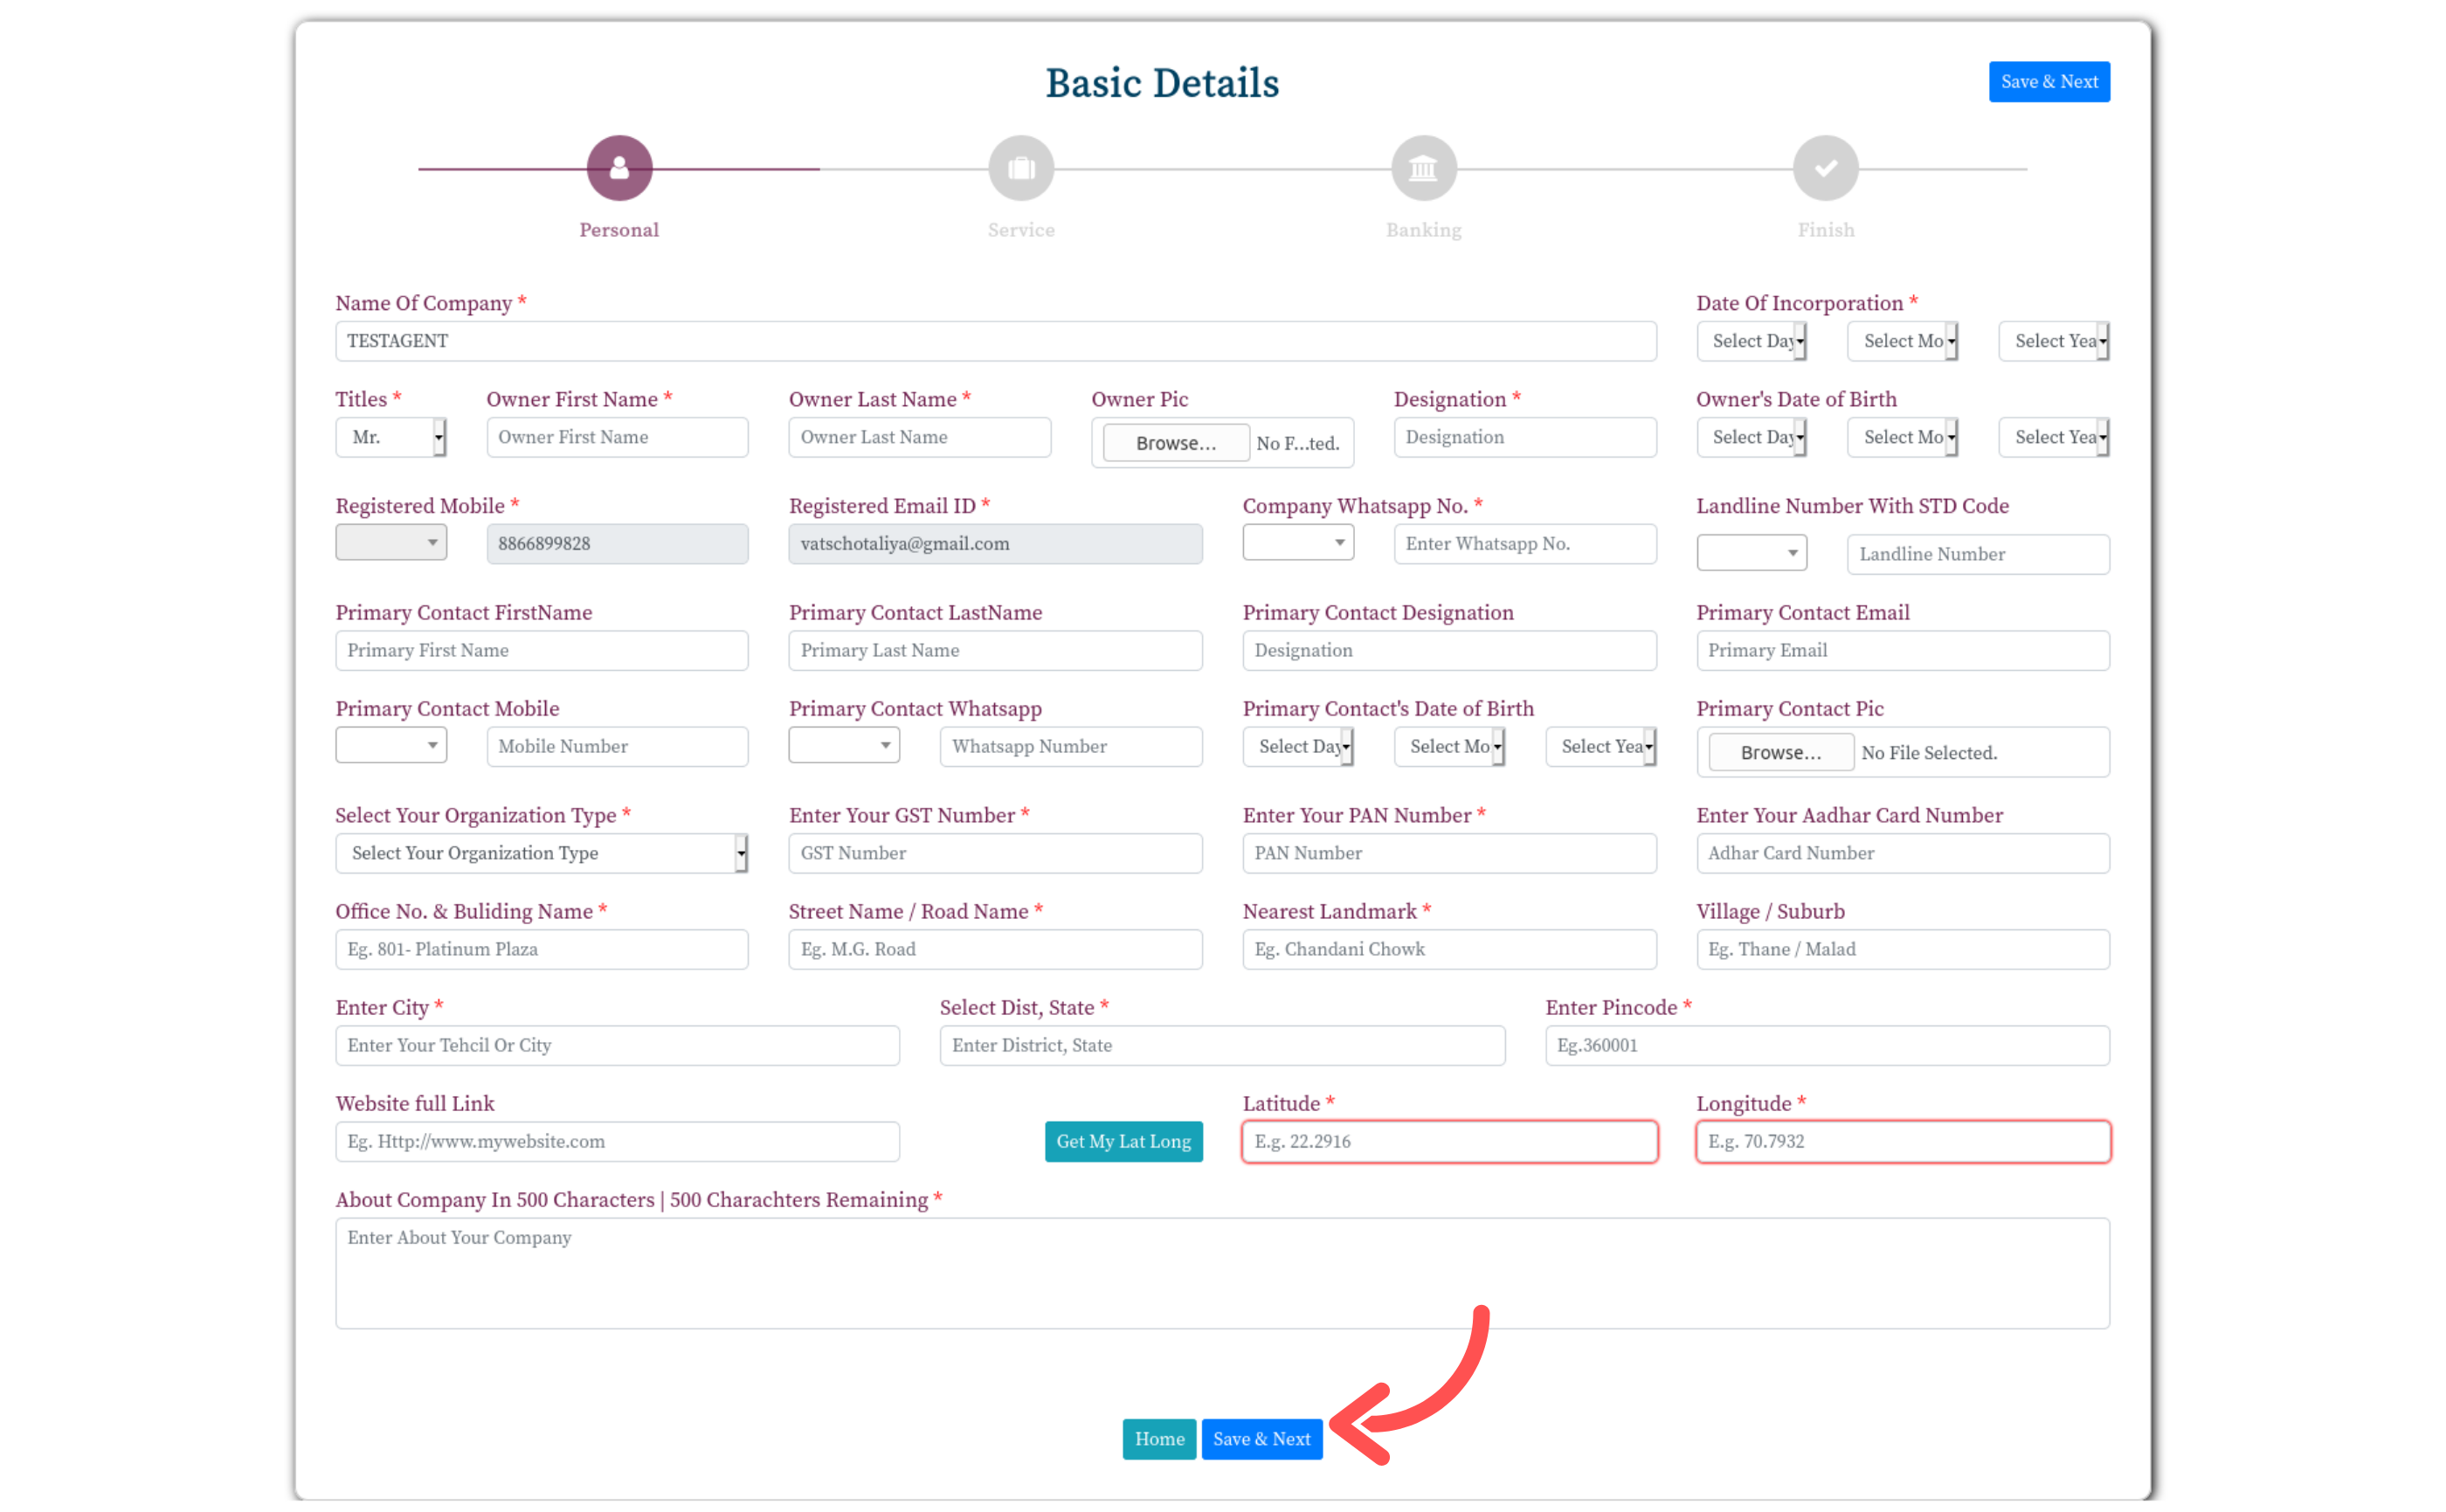 Basic Details
Save & Next
Personal Service Banking Finish
Name Of Company * Date Of Incorporation *
TESTAGENT Select Day Select Mo Select Yea
Titles * Owner First Name * Owner Last Name * Owner Pic Designation * Owner's Date of Birth
Mr. Owner First Name Owner Last Name Browse... No F...ted. Designation Select Day Select Mo Select Yea
Registered Mobile * Registered Email ID * Company Whatsapp No. * Landline Number With STD Code
8866899828 vatschotaliya@gmail.com Enter Whatsapp No. Landline Number
Primary Contact FirstName Primary Contact LastName Primary Contact Designation Primary Contact Email
Primary First Name Primary Last Name Designation Primary Email
Primary Contact Mobile Primary Contact Whatsapp Primary Contact's Date of Birth Primary Contact Pic
Mobile Number Whatsapp Number Select Day Select Mo Select Yea Browse... No File Selected.
Select Your Organization Type * Enter Your GST Number * Enter Your PAN Number * Enter Your Aadhar Card Number
Select Your Organization Type GST Number PAN Number Adhar Card Number
Office No. & Buliding Name * Street Name / Road Name * Nearest Landmark * Village / Suburb
Eg. 801- Platinum Plaza Eg. M.G. Road Eg. Chandani Chowk Eg. Thane / Malad
Enter City * Select Dist, State * Enter Pincode *
Enter Your Tehcil Or City Enter District, State Eg.360001
Website full Link Latitude * Longitude *
Eg. Http://www.mywebsite.com Get My Lat Long E.g. 22.2916 E.g. 70.7932
About Company In 500 Characters | 500 Charachters Remaining *
Enter About Your Company
Home Save & Next